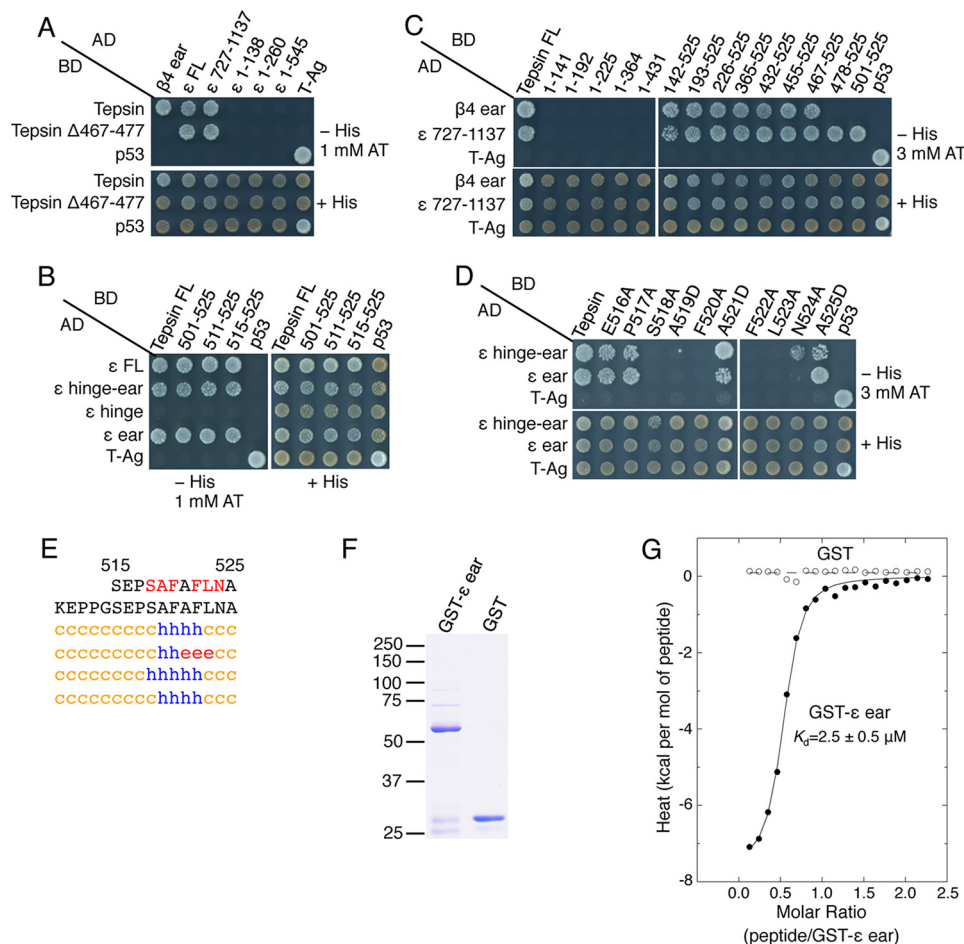 A
AD
BD
β4 ear
ε FL
ε 727-1137
ε 1-138
ε 1-260
ε 1-545
T-Ag
Tepsin
Tepsin Δ467-477
p53
– His
1 mM AT
Tepsin
Tepsin Δ467-477
p53
+ His
C
BD
AD
Tepsin FL
1-141
1-192
1-225
1-364
1-431
142-525
193-525
226-525
365-525
432-525
455-525
467-525
478-525
501-525
p53
β4 ear
ε 727-1137
T-Ag
– His
3 mM AT
β4 ear
ε 727-1137
T-Ag
+ His
B
BD
AD
Tepsin FL
501-525
511-525
515-525
p53
Tepsin FL
501-525
511-525
515-525
p53
ε FL
ε hinge-ear
ε hinge
ε ear
T-Ag
– His
1 mM AT
+ His
D
BD
AD
Tepsin
E516A
P517A
S518A
A519D
F520A
A521D
F522A
L523A
N524A
A525D
p53
ε hinge-ear
ε ear
T-Ag
– His
3 mM AT
ε hinge-ear
ε ear
T-Ag
+ His
E
515 525
SEPSAFAFLNA
KEPPGSEPSAFAFLNA
ccccccccchhhhccc
ccccccccchheeecc
cccccccchhhhhccc
ccccccccchhhhccc
F
GST-ε ear
GST
250
150
100
75
50
37
25
G
GST
GST-ε ear
Kd=2.5 ± 0.5 μM
Heat (kcal per mol of peptide)
0
-2
-4
-6
-8
0.0 0.5 1.0 1.5 2.0 2.5
Molar Ratio
(peptide/GST-ε ear)